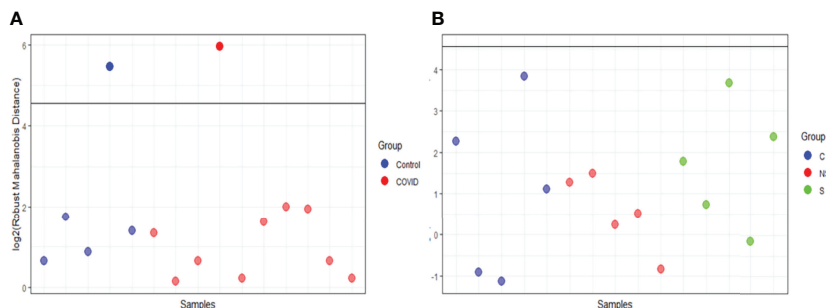 A
B
log2(Robust Mahalanobis Distance)
6
4
2
0
Samples
Group
Control
COVID
4
3
2
1
0
-1
Samples
Group
C
S